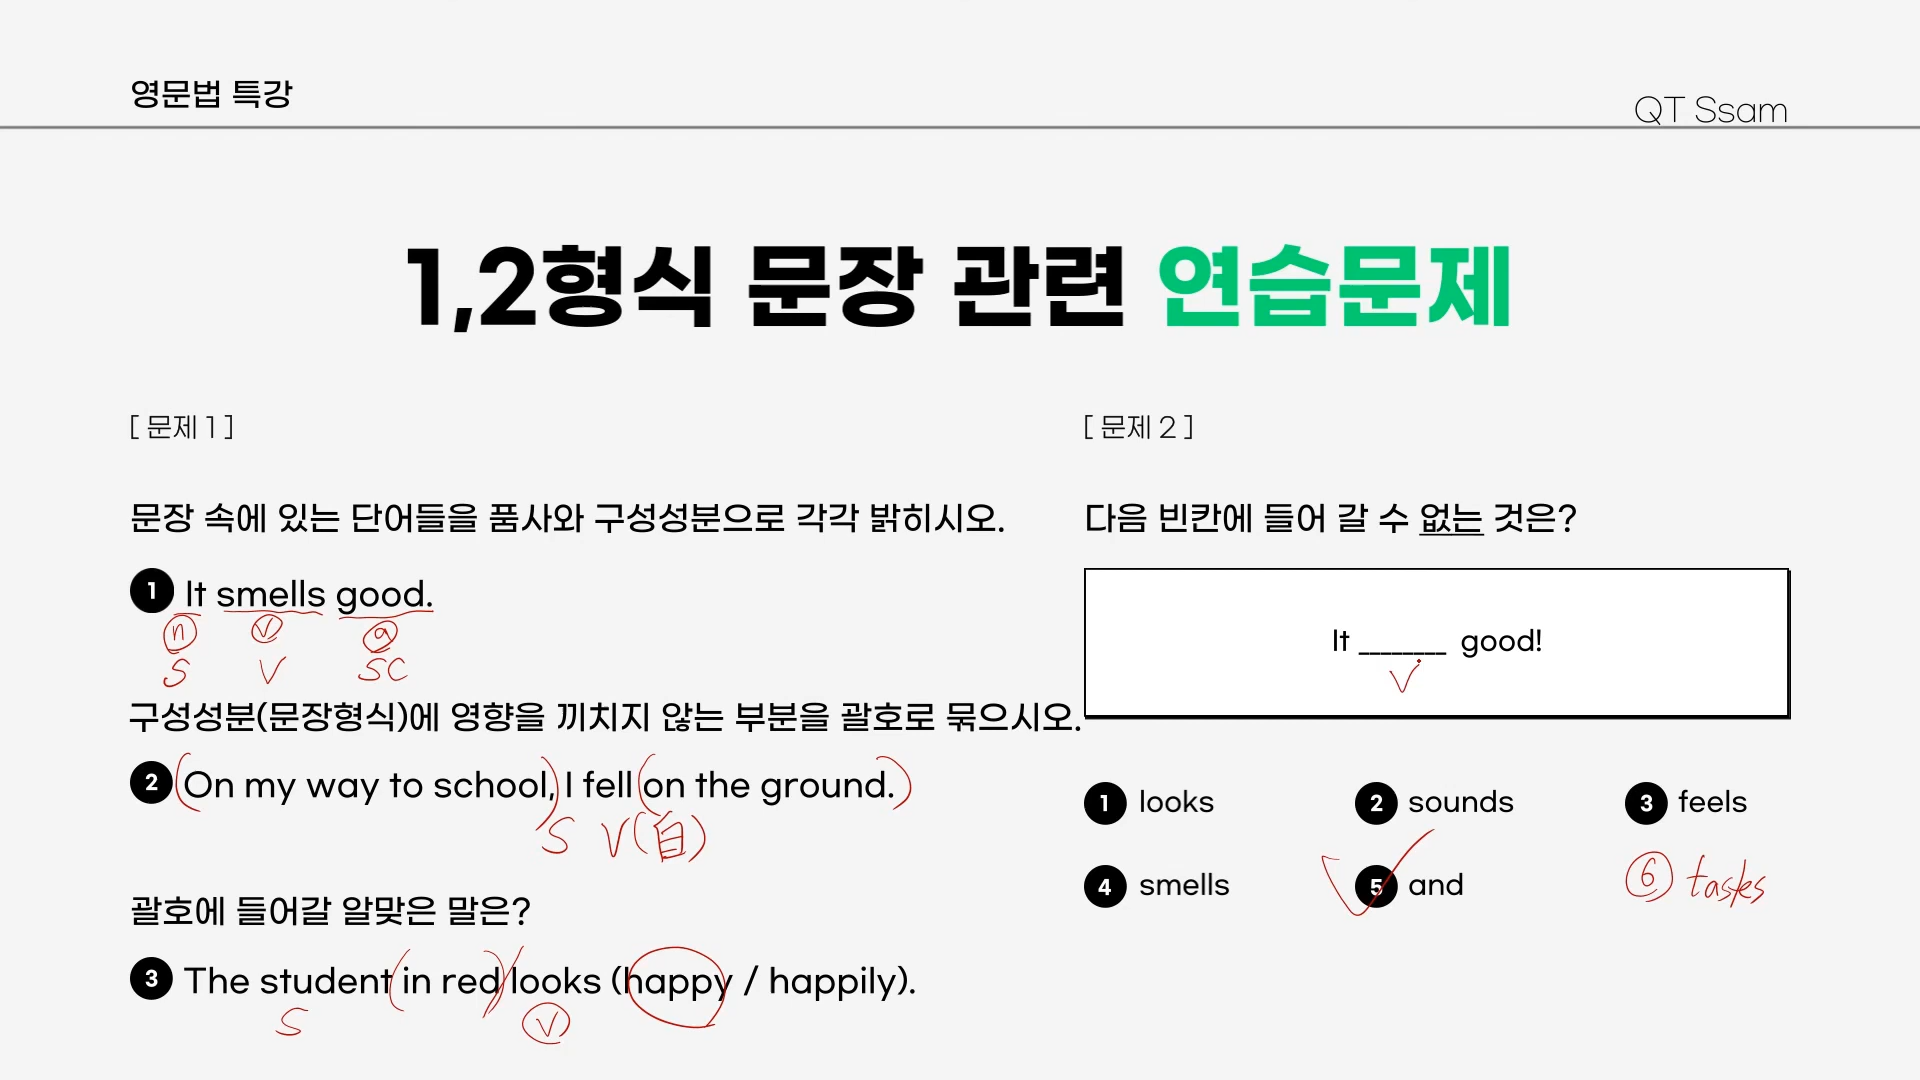 영문법 특강
QT Ssam
1,2형식 문장 관련 연습문제
[ 문제 1 ]
문장 속에 있는 단어들을 품사와 구성성분으로 각각 밝히시오.
1 It smells good.
n v a
S V SC
구성성분(문장형식)에 영향을 끼치지 않는 부분을 괄호로 묶으시오.
2 (On my way to school,) I fell (on the ground.)
S V(自)
괄호에 들어갈 알맞은 말은?
3 The student (in red) looks (happy / happily).
S V
[ 문제 2 ]
다음 빈칸에 들어 갈 수 없는 것은?
It ________ good!
V
1 looks 2 sounds 3 feels
4 smells 5 and ⑥ tastes